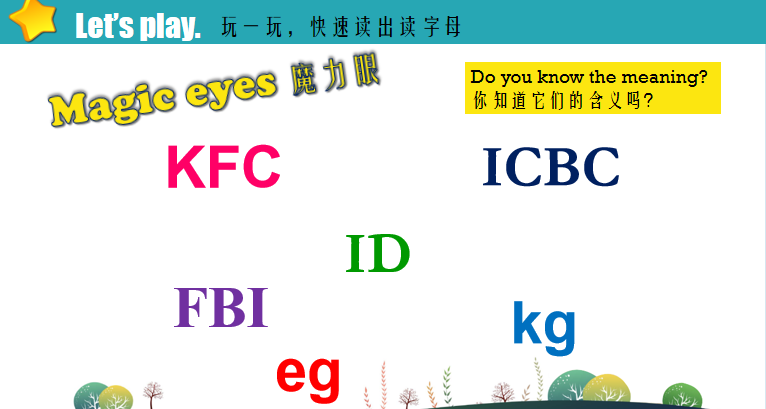 Let's play. 玩一玩，快速读出读字母
Magic eyes 魔力眼
Do you know the meaning?
你知道它们的含义吗?
KFC
ICBC
ID
FBI
kg
eg